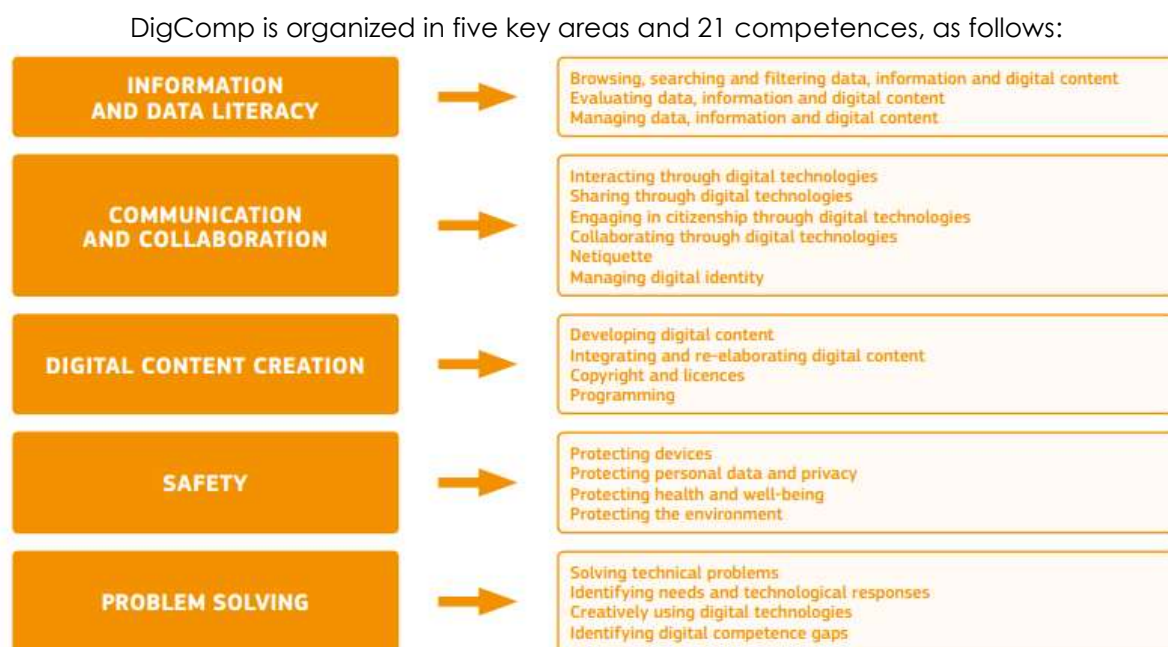 DigComp is organized in five key areas and 21 competences, as follows:
INFORMATION
AND DATA LITERACY
Browsing, searching and filtering data, information and digital content
Evaluating data, information and digital content
Managing data, information and digital content
COMMUNICATION
AND COLLABORATION
Interacting through digital technologies
Sharing through digital technologies
Engaging in citizenship through digital technologies
Collaborating through digital technologies
Netiquette
Managing digital identity
DIGITAL CONTENT CREATION
Developing digital content
Integrating and re-elaborating digital content
Copyright and licences
Programming
SAFETY
Protecting devices
Protecting personal data and privacy
Protecting health and well-being
Protecting the environment
PROBLEM SOLVING
Solving technical problems
Identifying needs and technological responses
Creatively using digital technologies
Identifying digital competence gaps